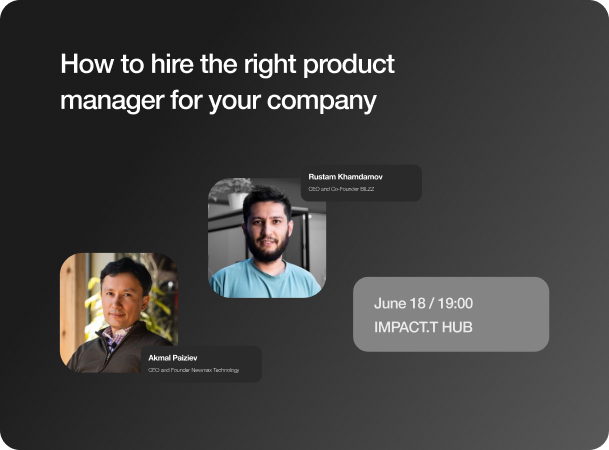 How to hire the right product
manager for your company
Rustam Khamdamov
CEO and Co-Founder BILLZ
June 18 / 19:00
IMPACT.T HUB
Akmal Paiziev
CEO and Founder Newmax Technology